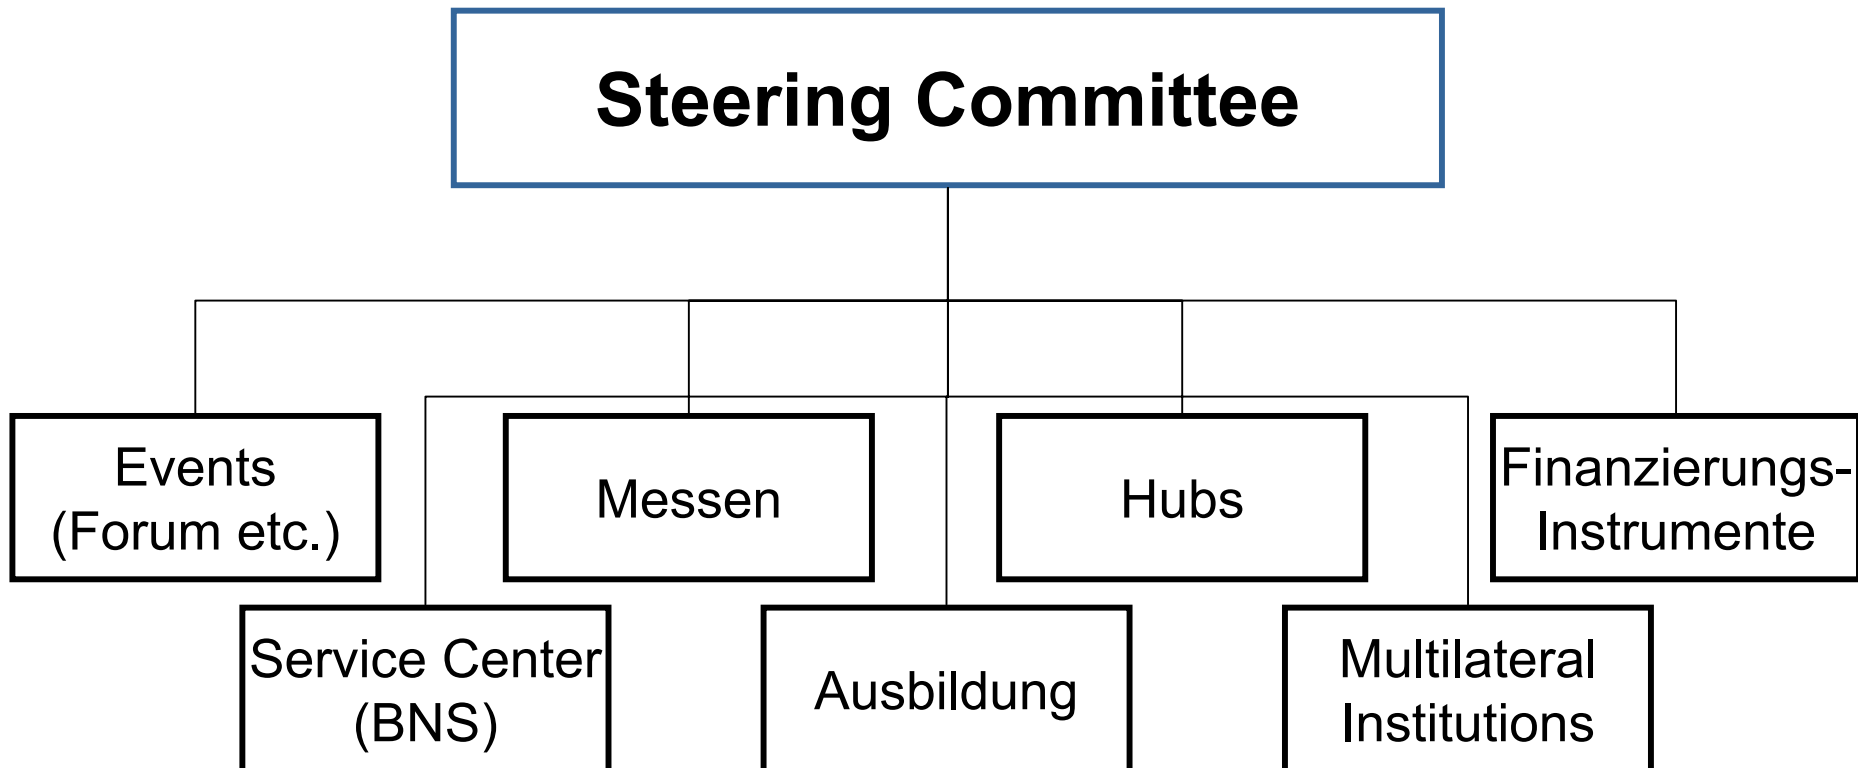 Steering Committee
Events
(Forum etc.)
Messen
Hubs
Finanzierungs-
Instrumente
Service Center
(BNS)
Ausbildung
Multilateral
Institutions